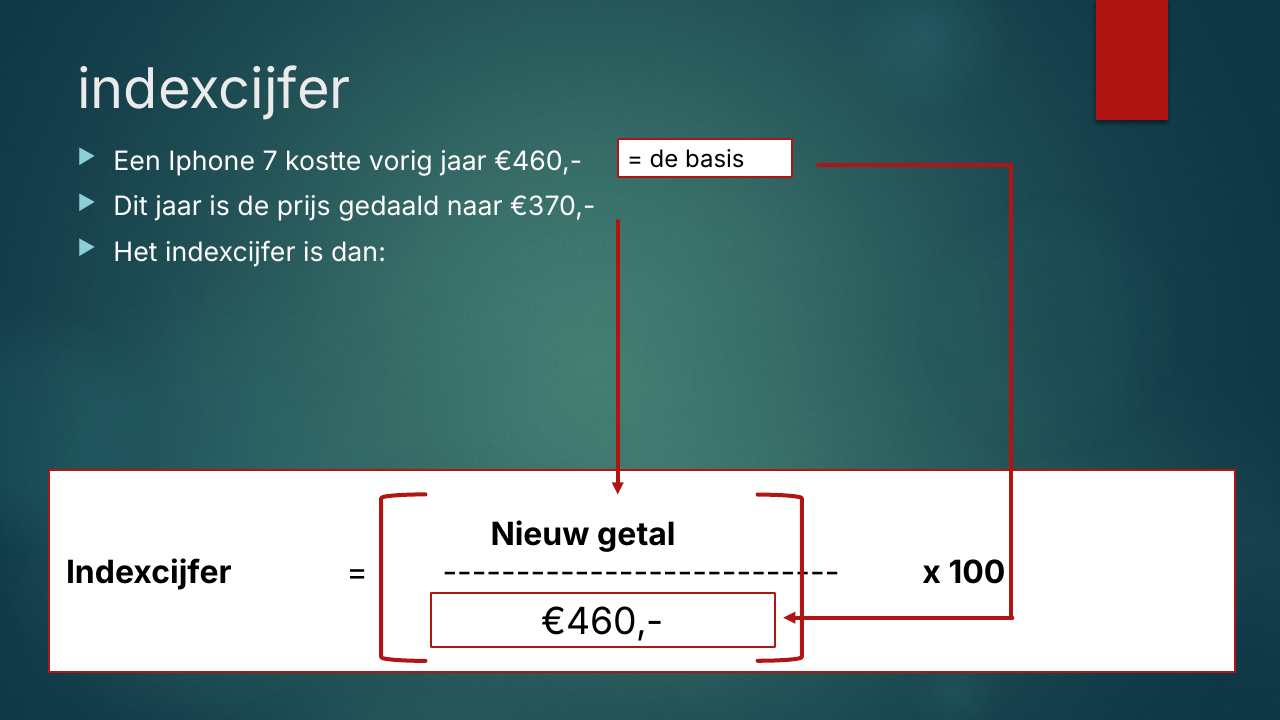 indexcijfer
Een Iphone 7 kostte vorig jaar €460,-
= de basis
Dit jaar is de prijs gedaald naar €370,-
Het indexcijfer is dan:
Nieuw getal
Indexcijfer = --------------------------- x 100
€460,-